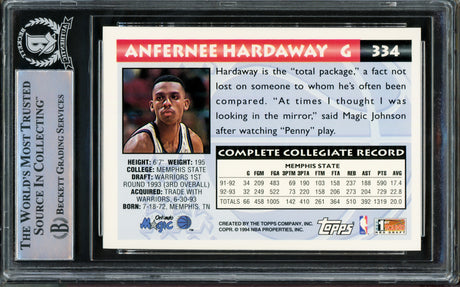 BECKETT
THE WORLD'S MOST TRUSTED
SOURCE IN COLLECTING™
BECKETT GRADING SERVICES
ANFERNEE HARDAWAY G 334
Hardaway is the "total package," a fact not
lost on someone to whom he's often been
compared. "At times I thought I was
looking in the mirror," said Magic Johnson
after watching "Penny" play.
HEIGHT: 6'7" WEIGHT: 195
COLLEGE: MEMPHIS STATE
DRAFT: WARRIORS 1ST
ROUND 1993 (3RD OVERALL)
ACQUIRED: TRADE WITH
WARRIORS, 6-30-93
BORN: 7-18-72, MEMPHIS, TN
COMPLETE COLLEGIATE RECORD
MEMPHIS STATE
G FGM FGA 3PTM 3PTA FTM FTA REB AST PTS AVG
91-92 34 209 484 69 190 103 158 237 188 590 17.4
92-93 32 249 522 73 220 158 206 273 204 729 22.8
TOTALS 66 458 1005 142 410 261 364 510 392 1319 20.0
Orlando
Magic
CREATED BY THE TOPPS COMPANY, INC.
COPR. © 1994 NBA PROPERTIES, INC.
TOPPS